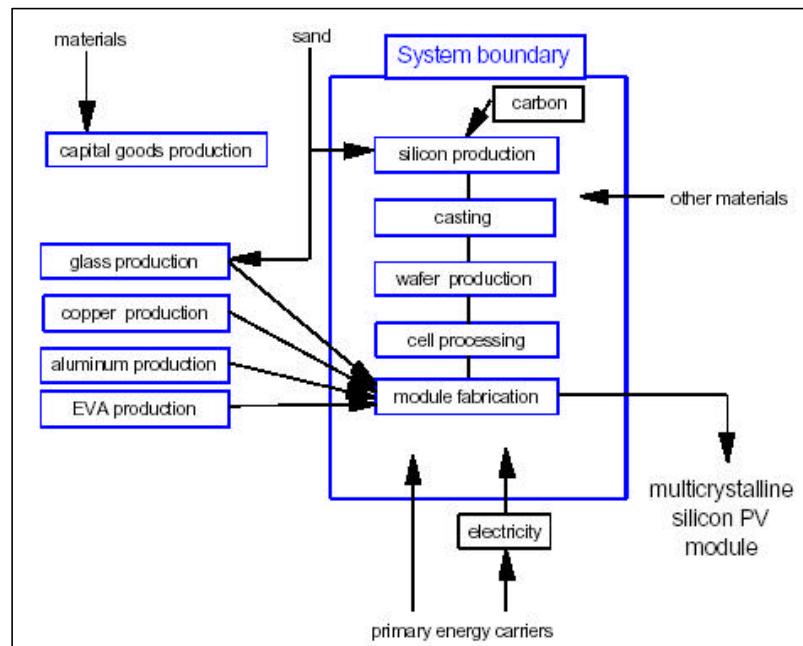 materials
sand
System boundary
carbon
capital goods production
silicon production
other materials
casting
glass production
wafer production
copper production
cell processing
aluminum production
module fabrication
EVA production
multicrystalline
silicon PV
module
electricity
primary energy carriers